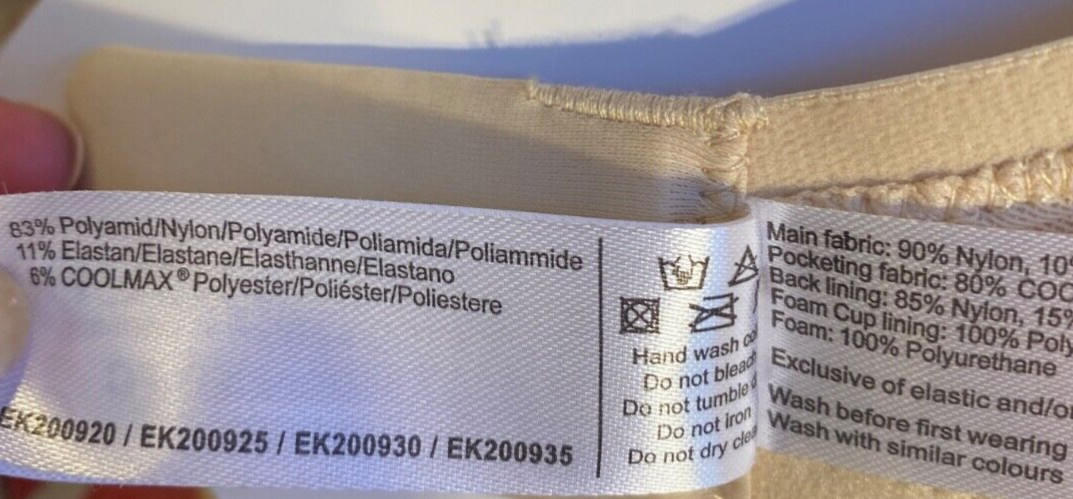 83% Polyamid/Nylon/Polyamide/Poliamida/Poliammide
11% Elastan/Elastane/Elasthanne/Elastano
6% COOLMAX® Polyester/Poliéster/Poliestere
EK200920 / EK200925 / EK200930 / EK200935
Hand wash
Do not bleach
Do not tumble
Do not iron
Do not dry
Main fabric: 90% Nylon,
Pocketing fabric: 80%
Back lining: 85% Nylon, 15%
Foam Cup lining: 100%
Foam: 100% Polyurethane
Exclusive of elastic and/or
Wash before first wearing
Wash with similar colours